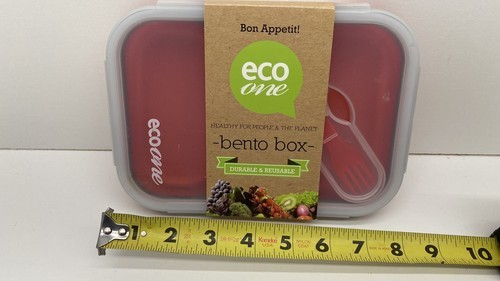 Bon Appetit!
eco
one
HEALTHY FOR PEOPLE & THE PLANET
-bento box-
DURABLE & REUSABLE
eco one
1 2 3 4 5 6 7 8 9 10